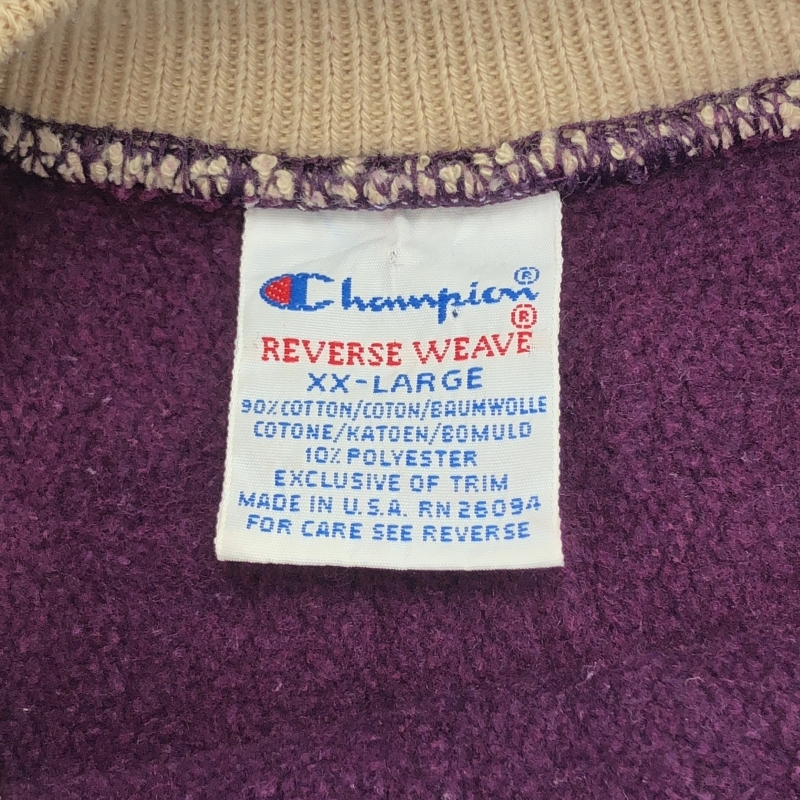 Champion®
REVERSE WEAVE®
XX-LARGE
90% COTTON/COTON/BAUMWOLLE
COTONE/KATOEN/BOMULD
10% POLYESTER
EXCLUSIVE OF TRIM
MADE IN U.S.A. RN 26094
FOR CARE SEE REVERSE